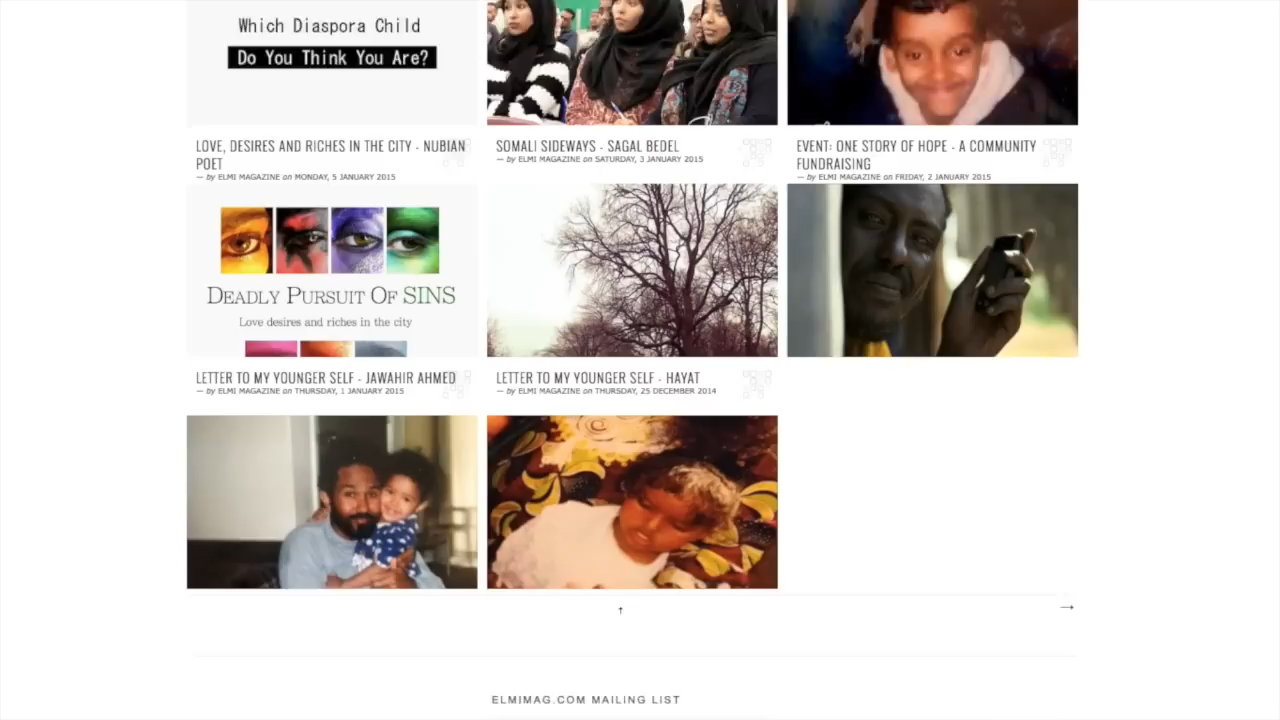 Which Diaspora Child
Do You Think You Are?
LOVE, DESIRES AND RICHES IN THE CITY - NUBIAN
POET
— by ELMI MAGAZINE on MONDAY, 5 JANUARY 2015
SOMALI SIDEWAYS - SAGAL BEDEL
— by ELMI MAGAZINE on SATURDAY, 3 JANUARY 2015
EVENT: ONE STORY OF HOPE - A COMMUNITY
FUNDRAISING
— by ELMI MAGAZINE on FRIDAY, 2 JANUARY 2015
DEADLY PURSUIT OF SINS
Love desires and riches in the city
LETTER TO MY YOUNGER SELF - JAWAHIR AHMED
— by ELMI MAGAZINE on THURSDAY, 1 JANUARY 2015
LETTER TO MY YOUNGER SELF - HAYAT
— by ELMI MAGAZINE on THURSDAY, 25 DECEMBER 2014
↑
→
ELMIMAG.COM MAILING LIST